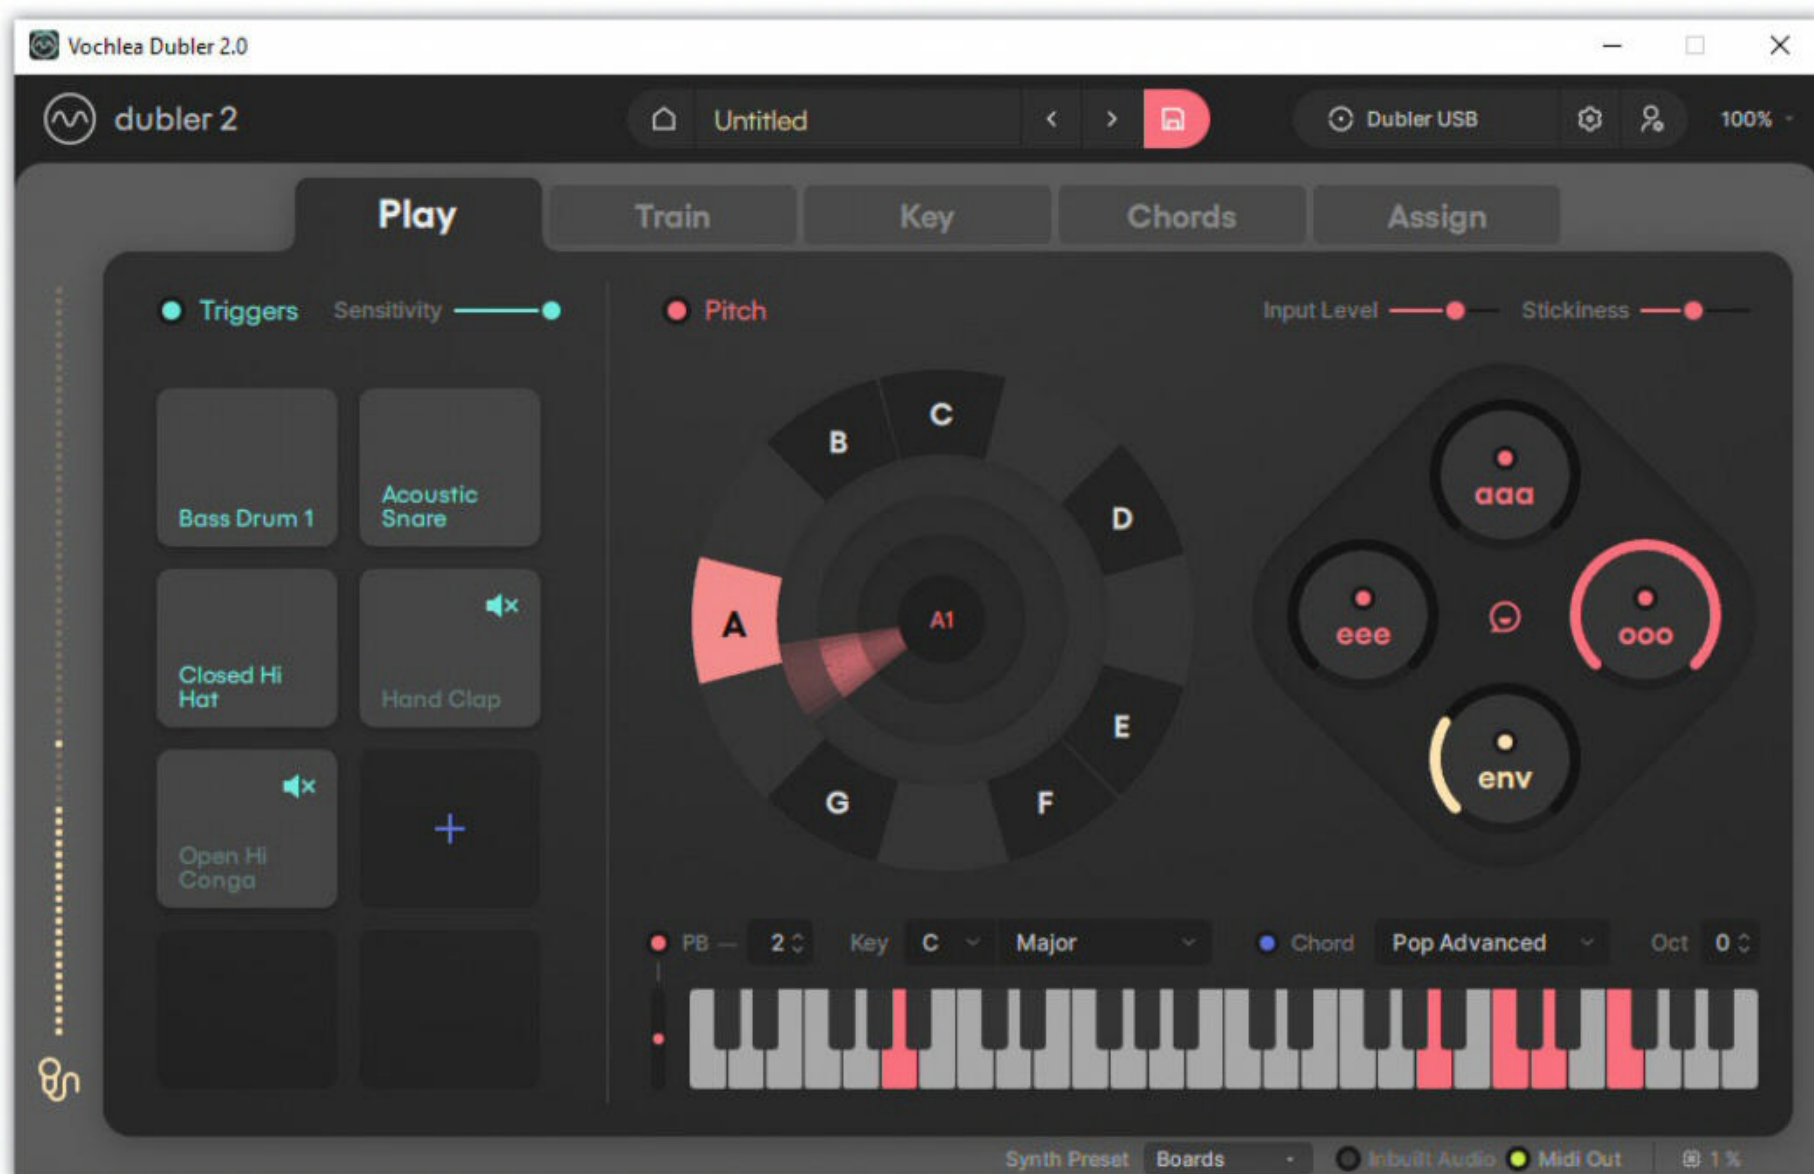 Vochlea Dubler 2.0
dubler 2
Untitled
Dubler USB
100%
Play
Train
Key
Chords
Assign
Triggers
Sensitivity
Pitch
Input Level
Stickiness
Bass Drum 1
Acoustic
Snare
Closed Hi
Hat
Hand Clap
Open Hi
Conga
C
B
D
A
A1
E
G
F
aaa
eee
ooo
env
PB
2
Key
C
Major
Chord
Pop Advanced
Oct
0
Synth Preset
Boards
Inbuilt Audio
Midi Out
1 %